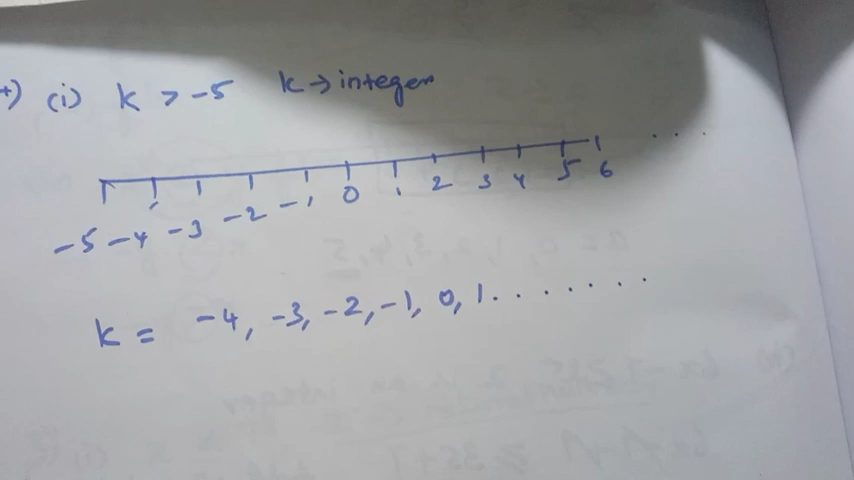 (i) k > -5 k → integer
-5 -4 -3 -2 -1 0 1 2 3 4 5 6 ...
k = -4, -3, -2, -1, 0, 1.......